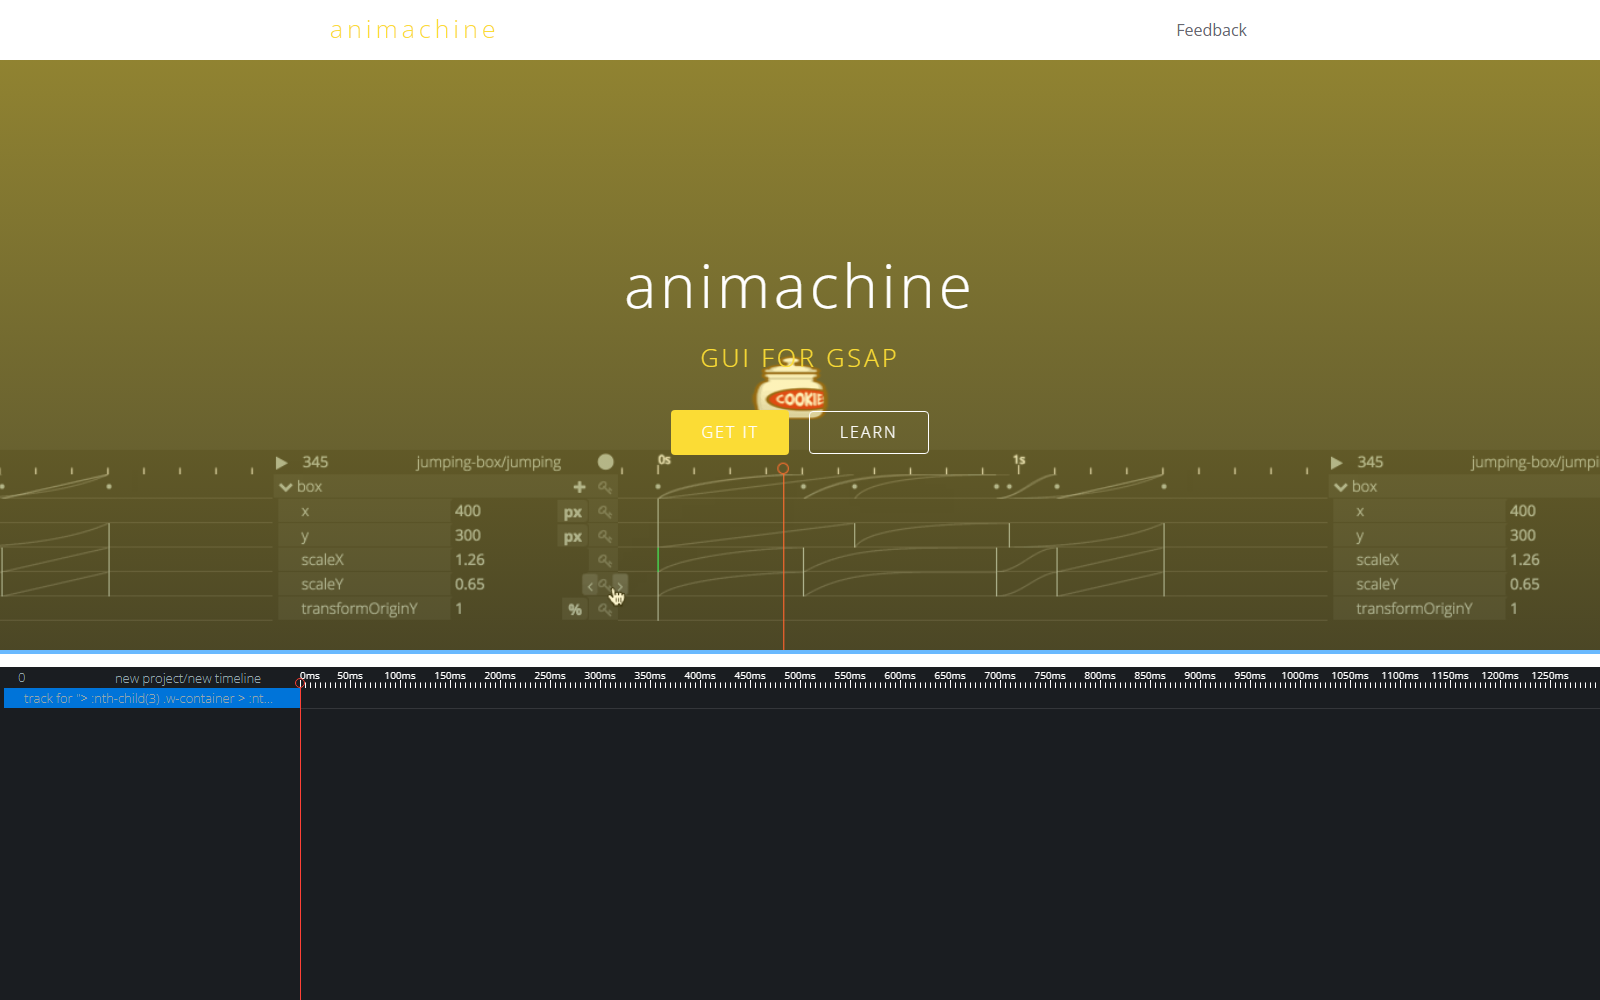 animachine
Feedback
animachine
GUI FOR GSAP
COOKIE
GET IT
LEARN
345 jumping-box/jumping 0s 1s 345 jumping-box/jumpi
box box
x 400 px x 400
y 300 px y 300
scaleX 1.26 scaleX 1.26
scaleY 0.65 scaleY 0.65
transformOriginY 1 % transformOriginY 1
0 new project/new timeline 0ms 50ms 100ms 150ms 200ms 250ms 300ms 350ms 400ms 450ms 500ms 550ms 600ms 650ms 700ms 750ms 800ms 850ms 900ms 950ms 1000ms 1050ms 1100ms 1150ms 1200ms 1250ms
track for "> :nth-child(3) .w-container > :nt...